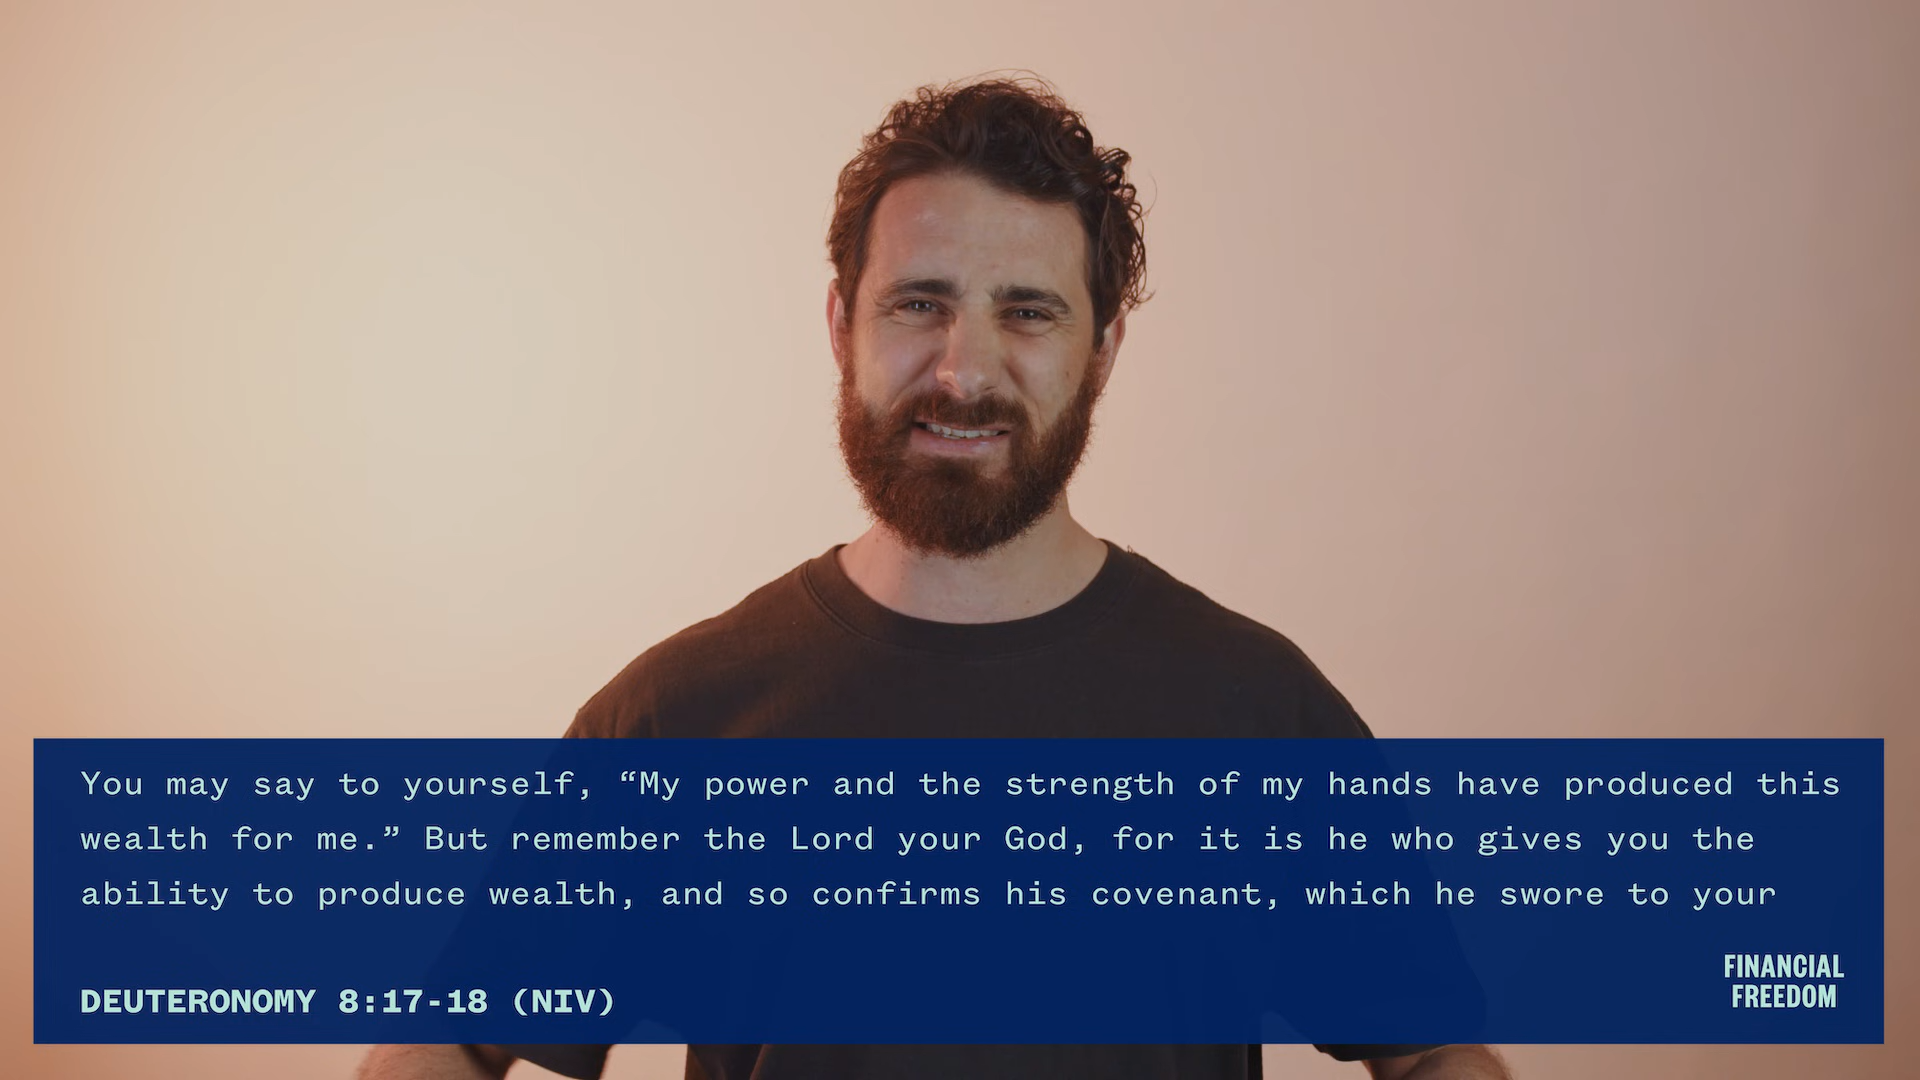 You may say to yourself, “My power and the strength of my hands have produced this
wealth for me.” But remember the Lord your God, for it is he who gives you the
ability to produce wealth, and so confirms his covenant, which he swore to your
DEUTERONOMY 8:17-18 (NIV)
FINANCIAL
FREEDOM